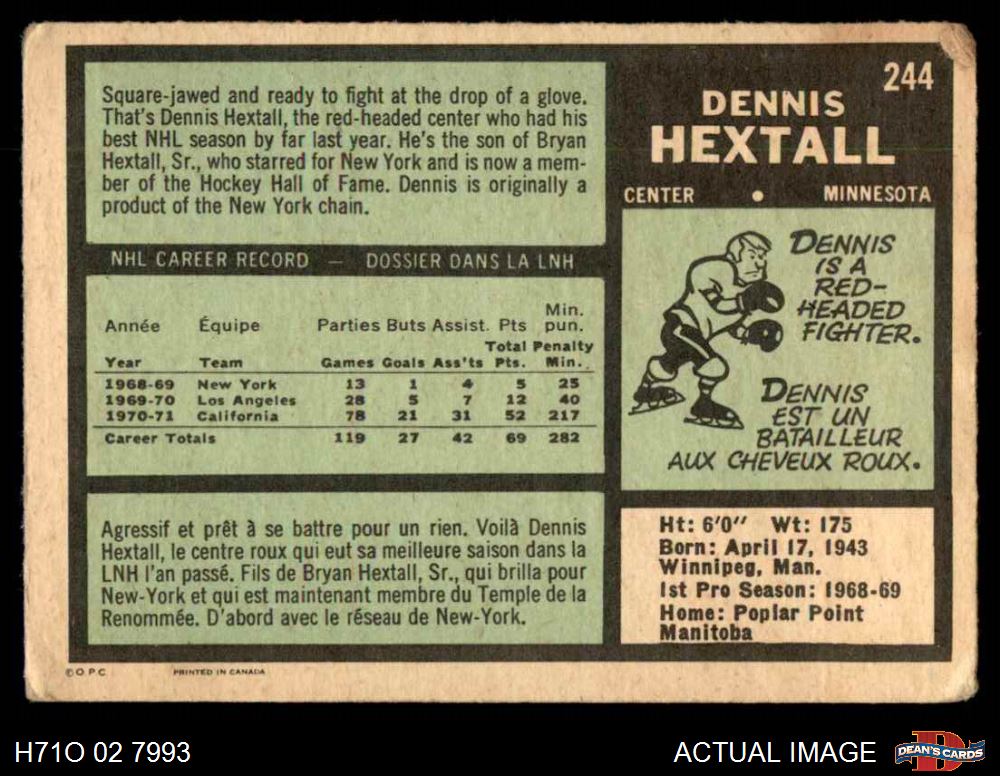 244
DENNIS
HEXTALL
CENTER • MINNESOTA
Square-jawed and ready to fight at the drop of a glove.
That's Dennis Hextall, the red-headed center who had his
best NHL season by far last year. He's the son of Bryan
Hextall, Sr., who starred for New York and is now a mem-
ber of the Hockey Hall of Fame. Dennis is originally a
product of the New York chain.
NHL CAREER RECORD — DOSSIER DANS LA LNH
Année Équipe Parties Buts Assist. Pts Min. pun.
Year Team Games Goals Ass'ts Total Pts. Penalty Min.
1968-69 New York 13 1 4 5 25
1969-70 Los Angeles 28 5 7 12 40
1970-71 California 78 21 31 52 217
Career Totals 119 27 42 69 282
Agressif et prêt à se battre pour un rien. Voilà Dennis
Hextall, le centre roux qui eut sa meilleure saison dans la
LNH l'an passé. Fils de Bryan Hextall, Sr., qui brilla pour
New-York et qui est maintenant membre du Temple de la
Renommée. D'abord avec le réseau de New-York.
DENNIS
IS A
RED-
HEADED
FIGHTER.
DENNIS
EST UN
BATAILLEUR
AUX CHEVEUX ROUX.
Ht: 6'0" Wt: 175
Born: April 17, 1943
Winnipeg, Man.
1st Pro Season: 1968-69
Home: Poplar Point
Manitoba
© O P C PRINTED IN CANADA
H71O 02 7993 ACTUAL IMAGE DEAN'S CARDS